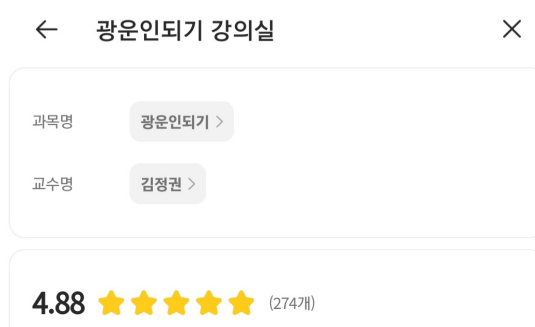 광운인되기 강의실
과목명 광운인되기 >
교수명 김정권 >
4.88 (274개)